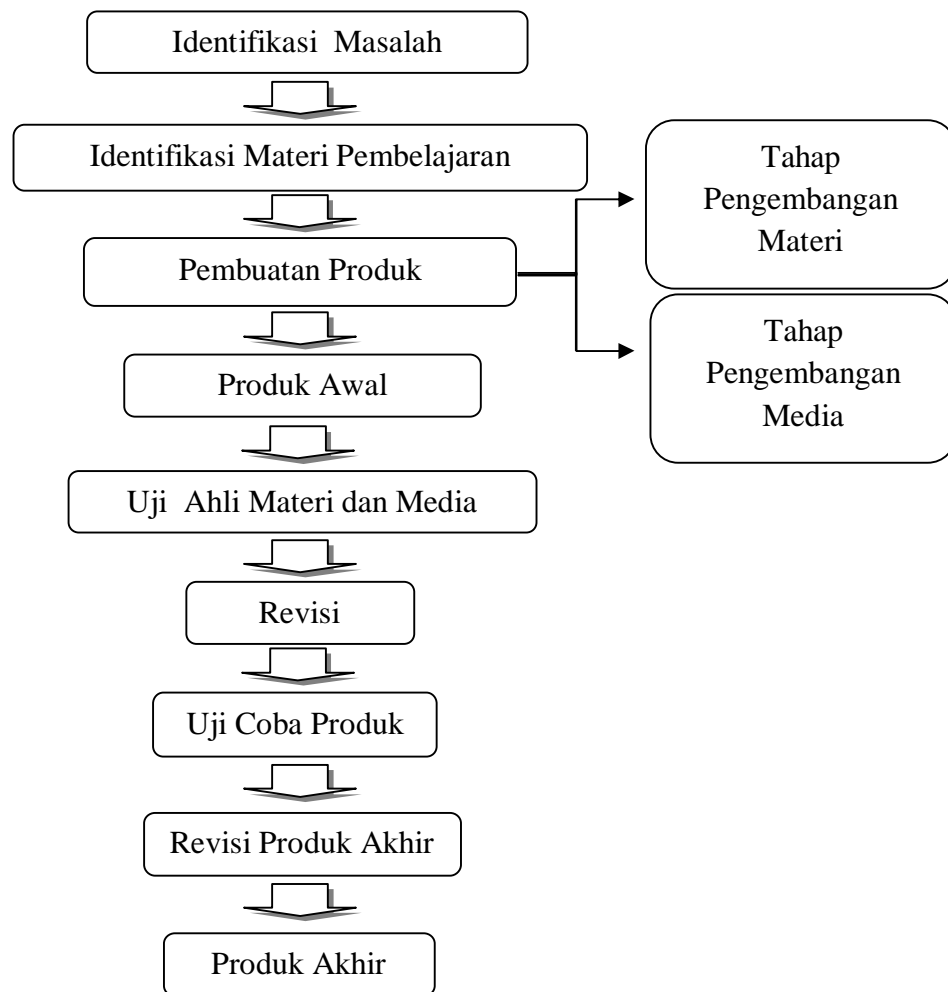 Identifikasi Masalah
Identifikasi Materi Pembelajaran
Tahap
Pengembangan
Materi
Pembuatan Produk
Tahap
Pengembangan
Media
Produk Awal
Uji Ahli Materi dan Media
Revisi
Uji Coba Produk
Revisi Produk Akhir
Produk Akhir